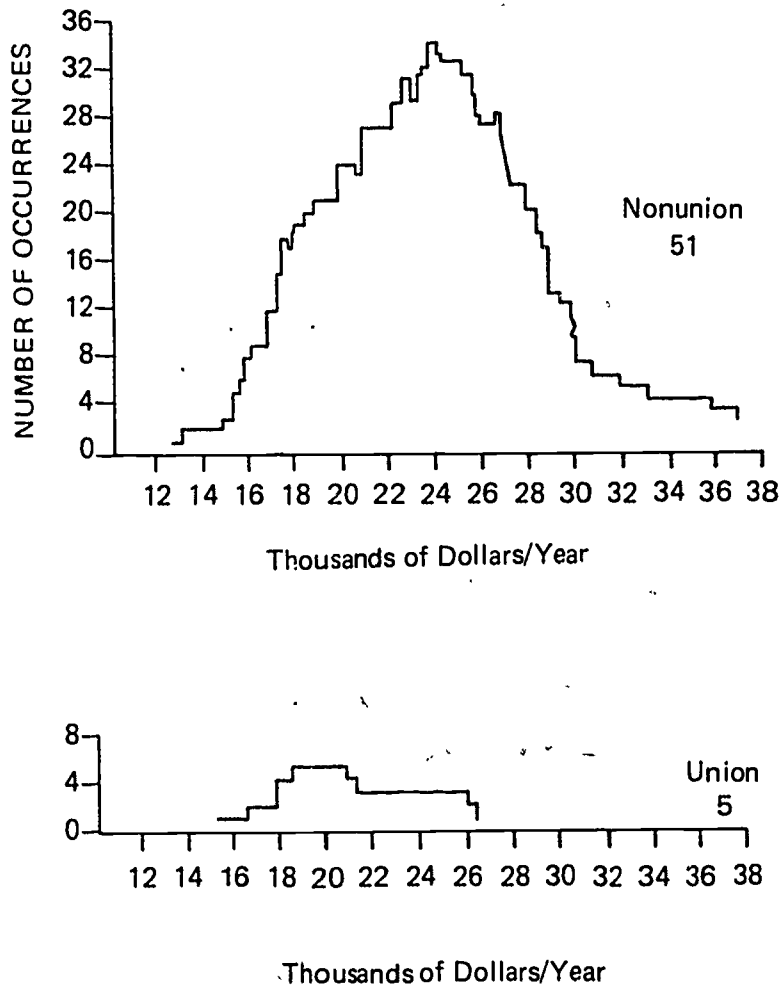 NUMBER OF OCCURRENCES
36
32
28
24
20
16
12
8
4
0
Nonunion
51
12 14 16 18 20 22 24 26 28 30 32 34 36 38
Thousands of Dollars/Year
8
4
0
Union
5
12 14 16 18 20 22 24 26 28 30 32 34 36 38
Thousands of Dollars/Year